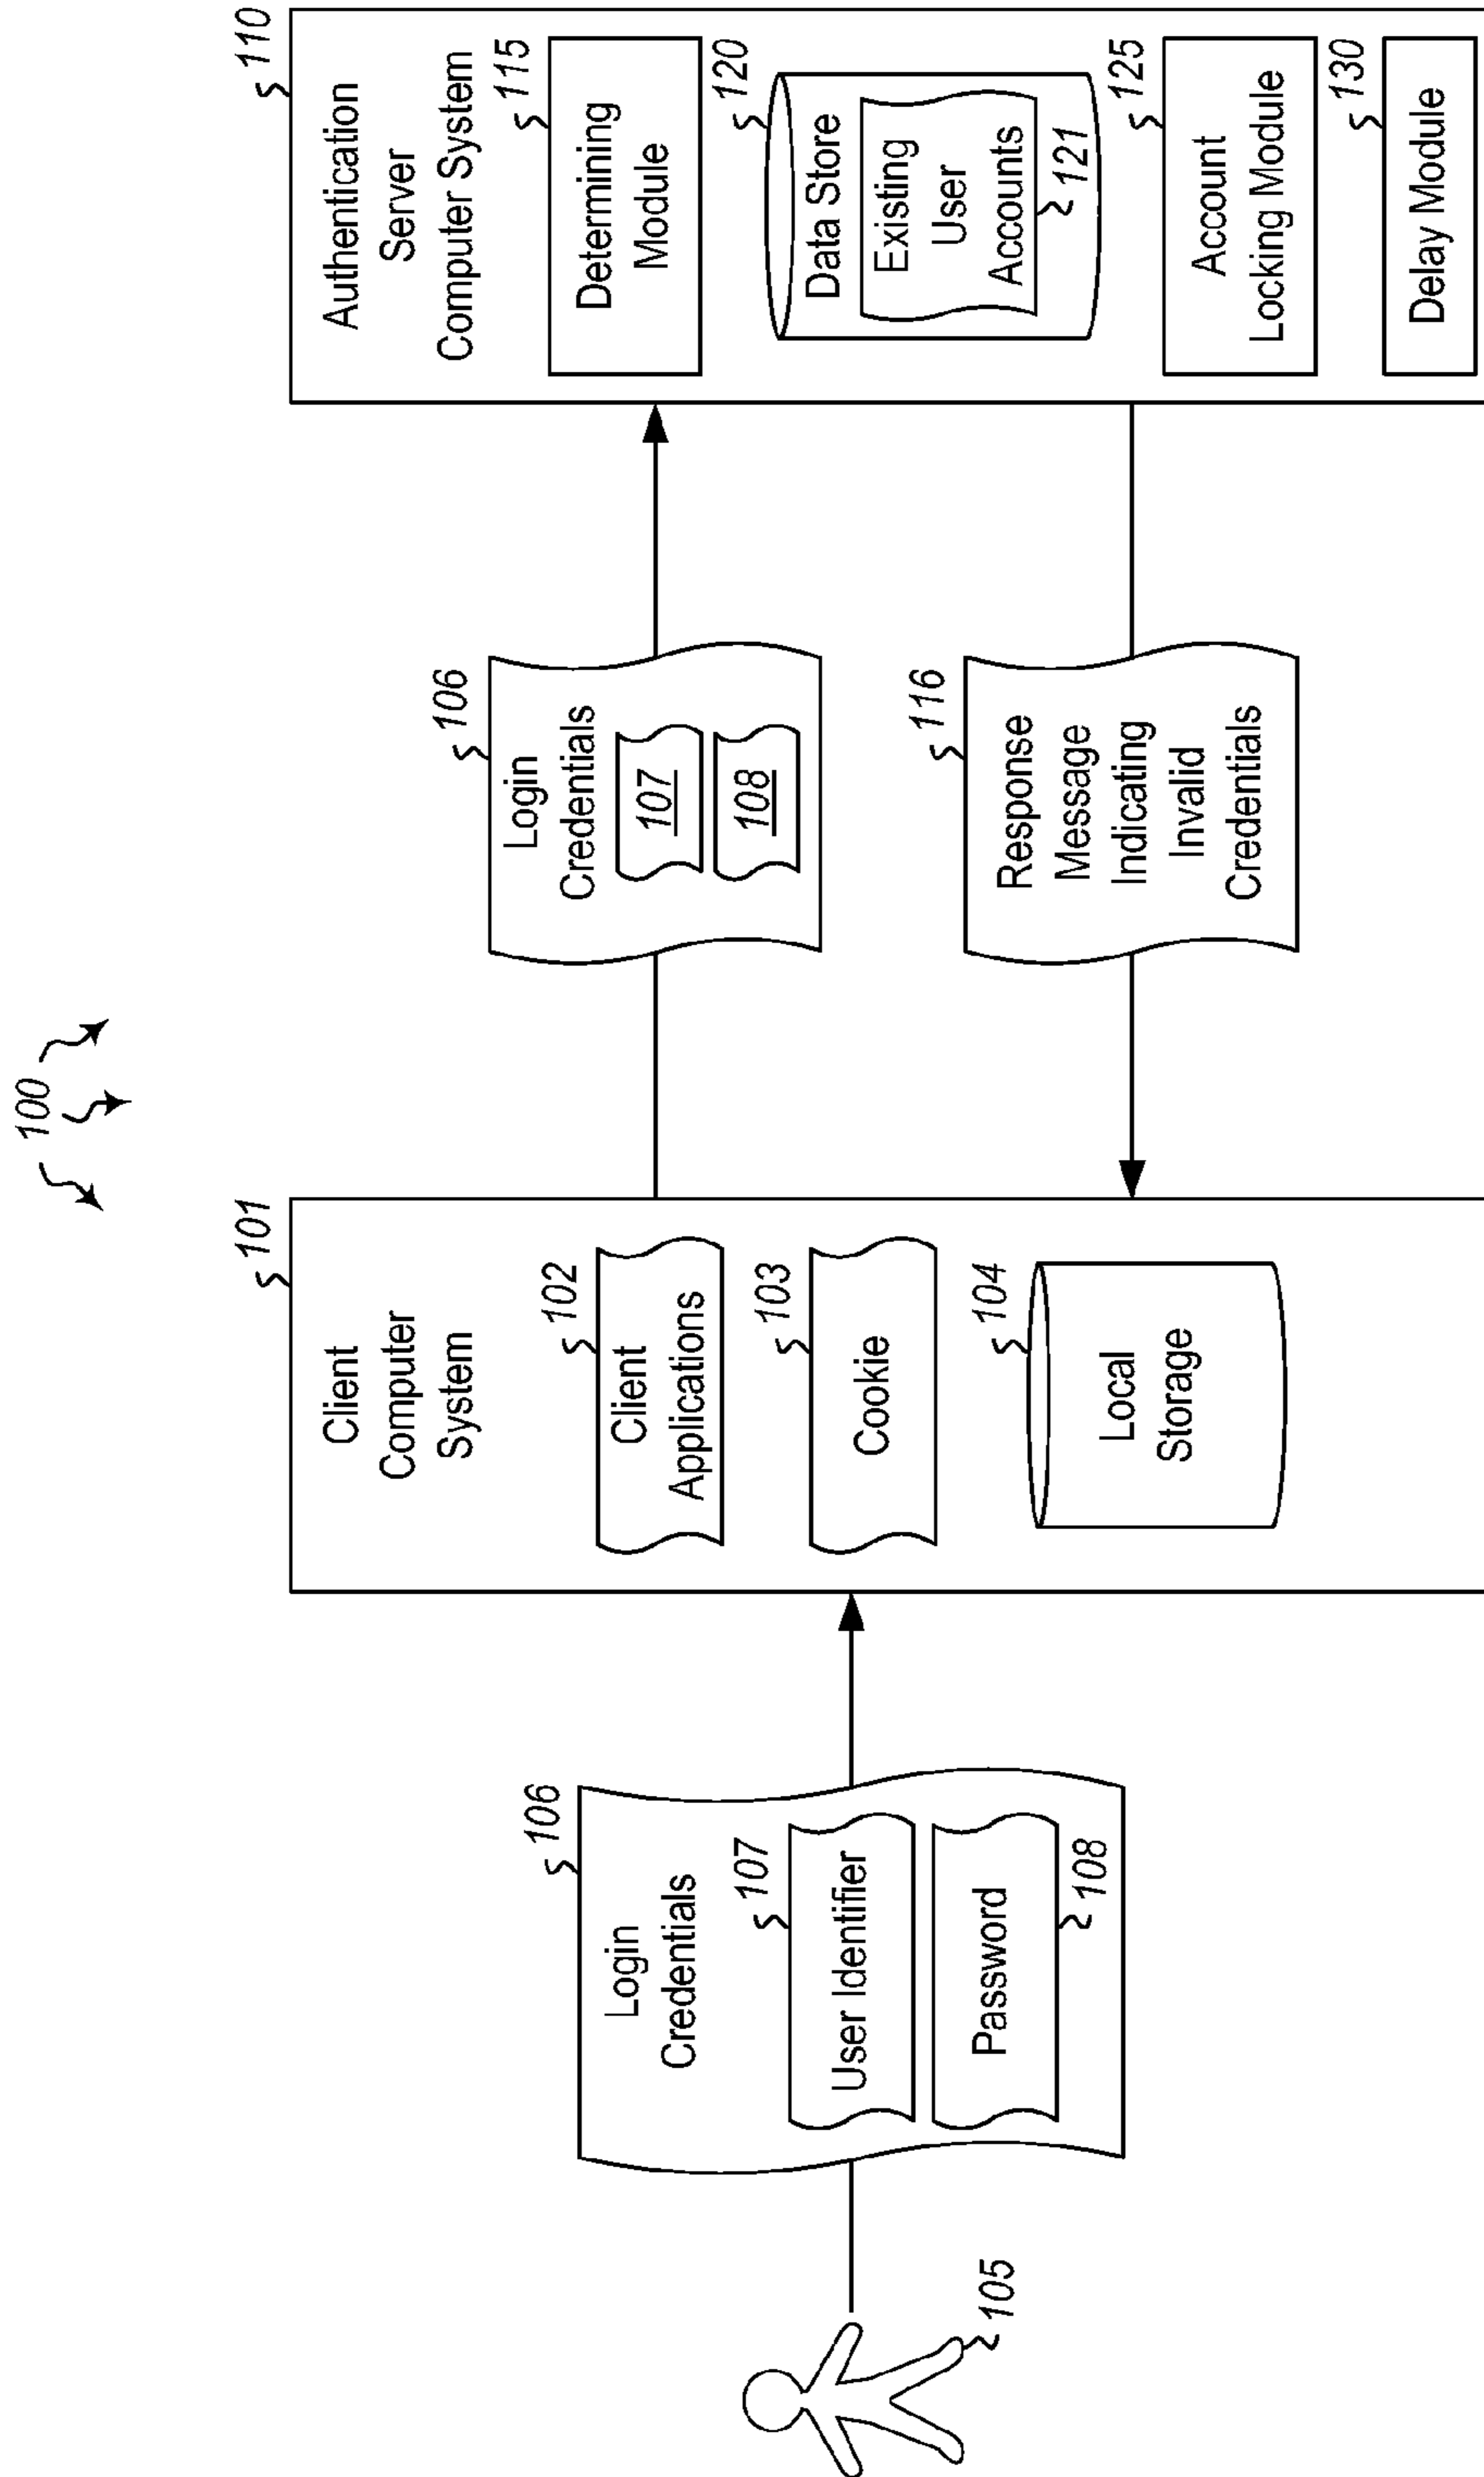 100
105
106
Login
Credentials
107
User Identifier
Password
108
101
Client
Computer
System
102
Client
Applications
103
Cookie
104
Local
Storage
106
Login
Credentials
107
108
116
Response
Message
Indicating
Invalid
Credentials
110
Authentication
Server
Computer System
115
Determining
Module
120
Data Store
Existing
User
Accounts
121
125
Account
Locking Module
130
Delay Module